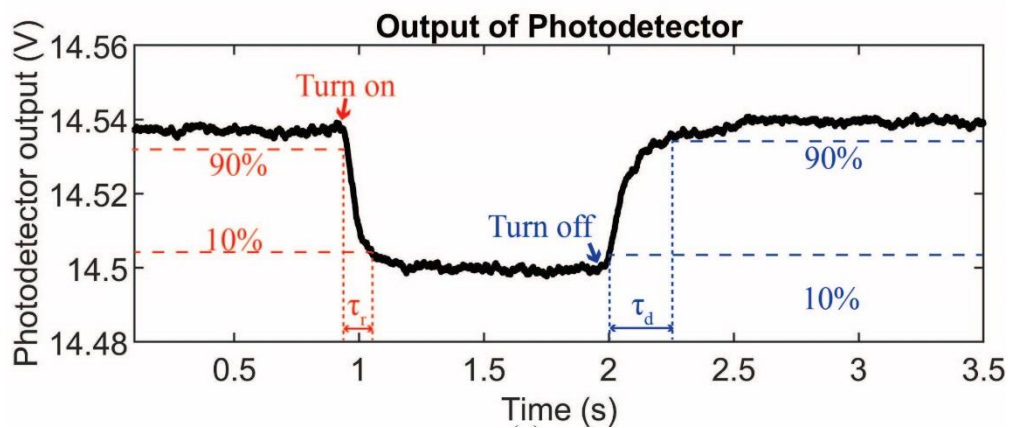 Output of Photodetector
Photodetector output (V)
14.56
14.54
14.52
14.5
14.48
Turn on
90%
10%
τr
Turn off
90%
10%
τd
0.5
1
1.5
2
2.5
3
3.5
Time (s)